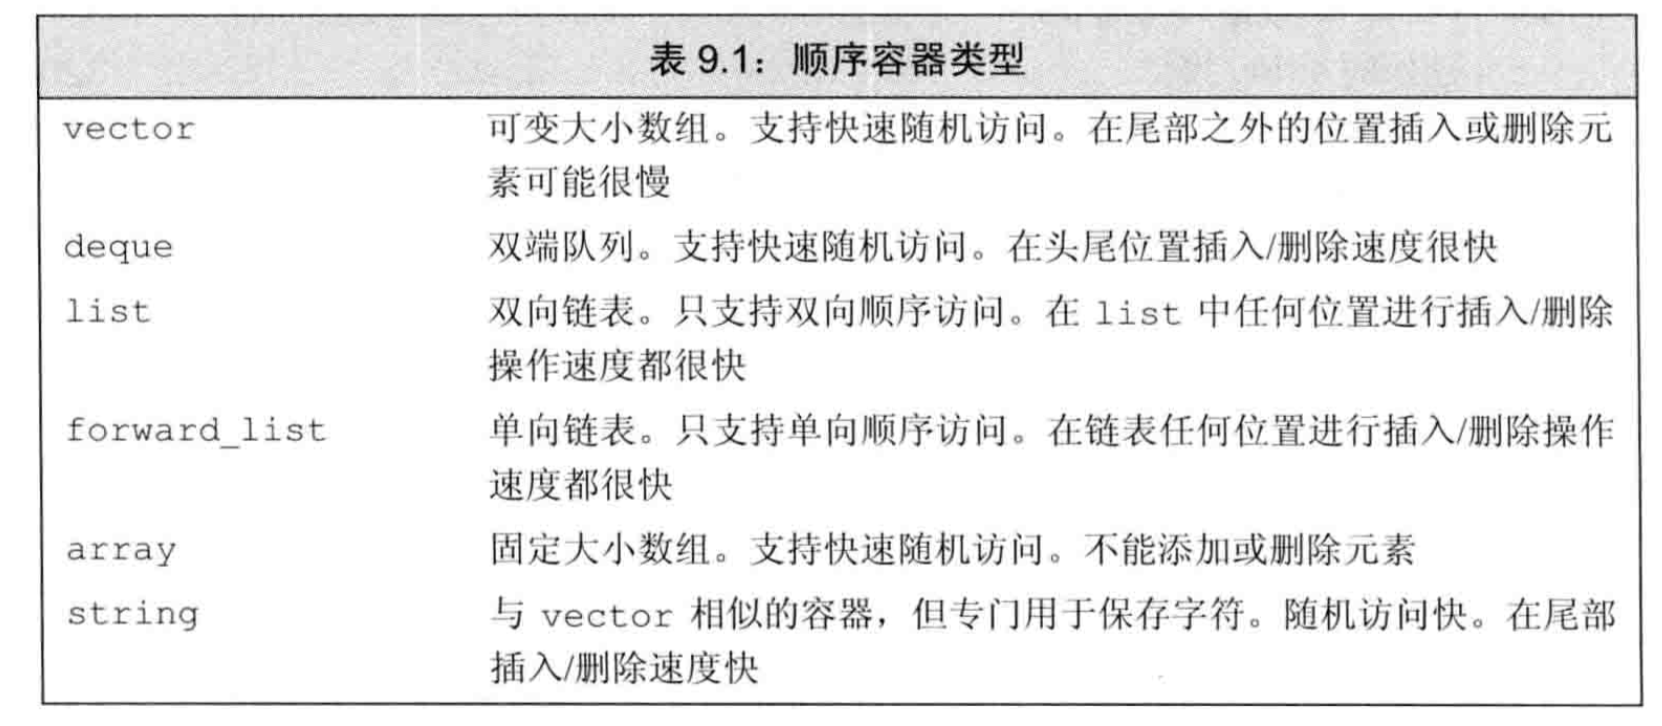 表 9.1：顺序容器类型
vector 可变大小数组。支持快速随机访问。在尾部之外的位置插入或删除元
素可能很慢
deque 双端队列。支持快速随机访问。在头尾位置插入/删除速度很快
list 双向链表。只支持双向顺序访问。在 list 中任何位置进行插入/删除
操作速度都很快
forward_list 单向链表。只支持单向顺序访问。在链表任何位置进行插入/删除操作
速度都很快
array 固定大小数组。支持快速随机访问。不能添加或删除元素
string 与 vector 相似的容器，但专门用于保存字符。随机访问快。在尾部
插入/删除速度快